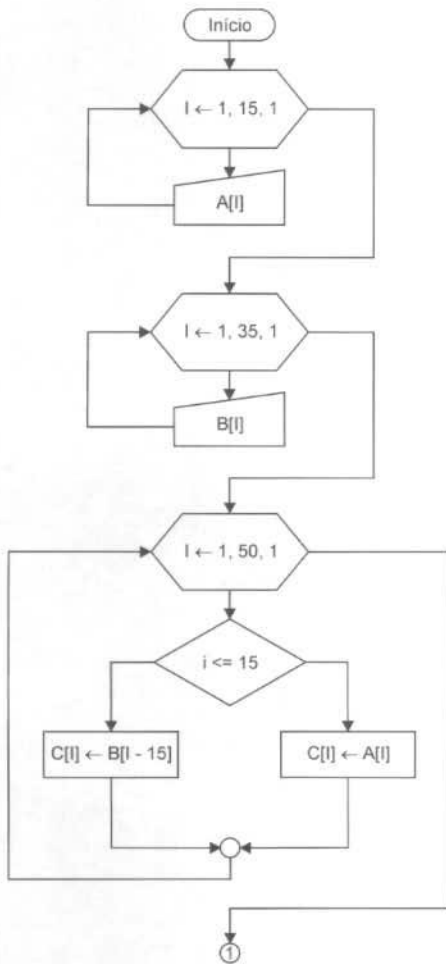 Início
I ← 1, 15, 1
A[I]
I ← 1, 35, 1
B[I]
I ← 1, 50, 1
i <= 15
C[I] ← B[I - 15]
C[I] ← A[I]
1